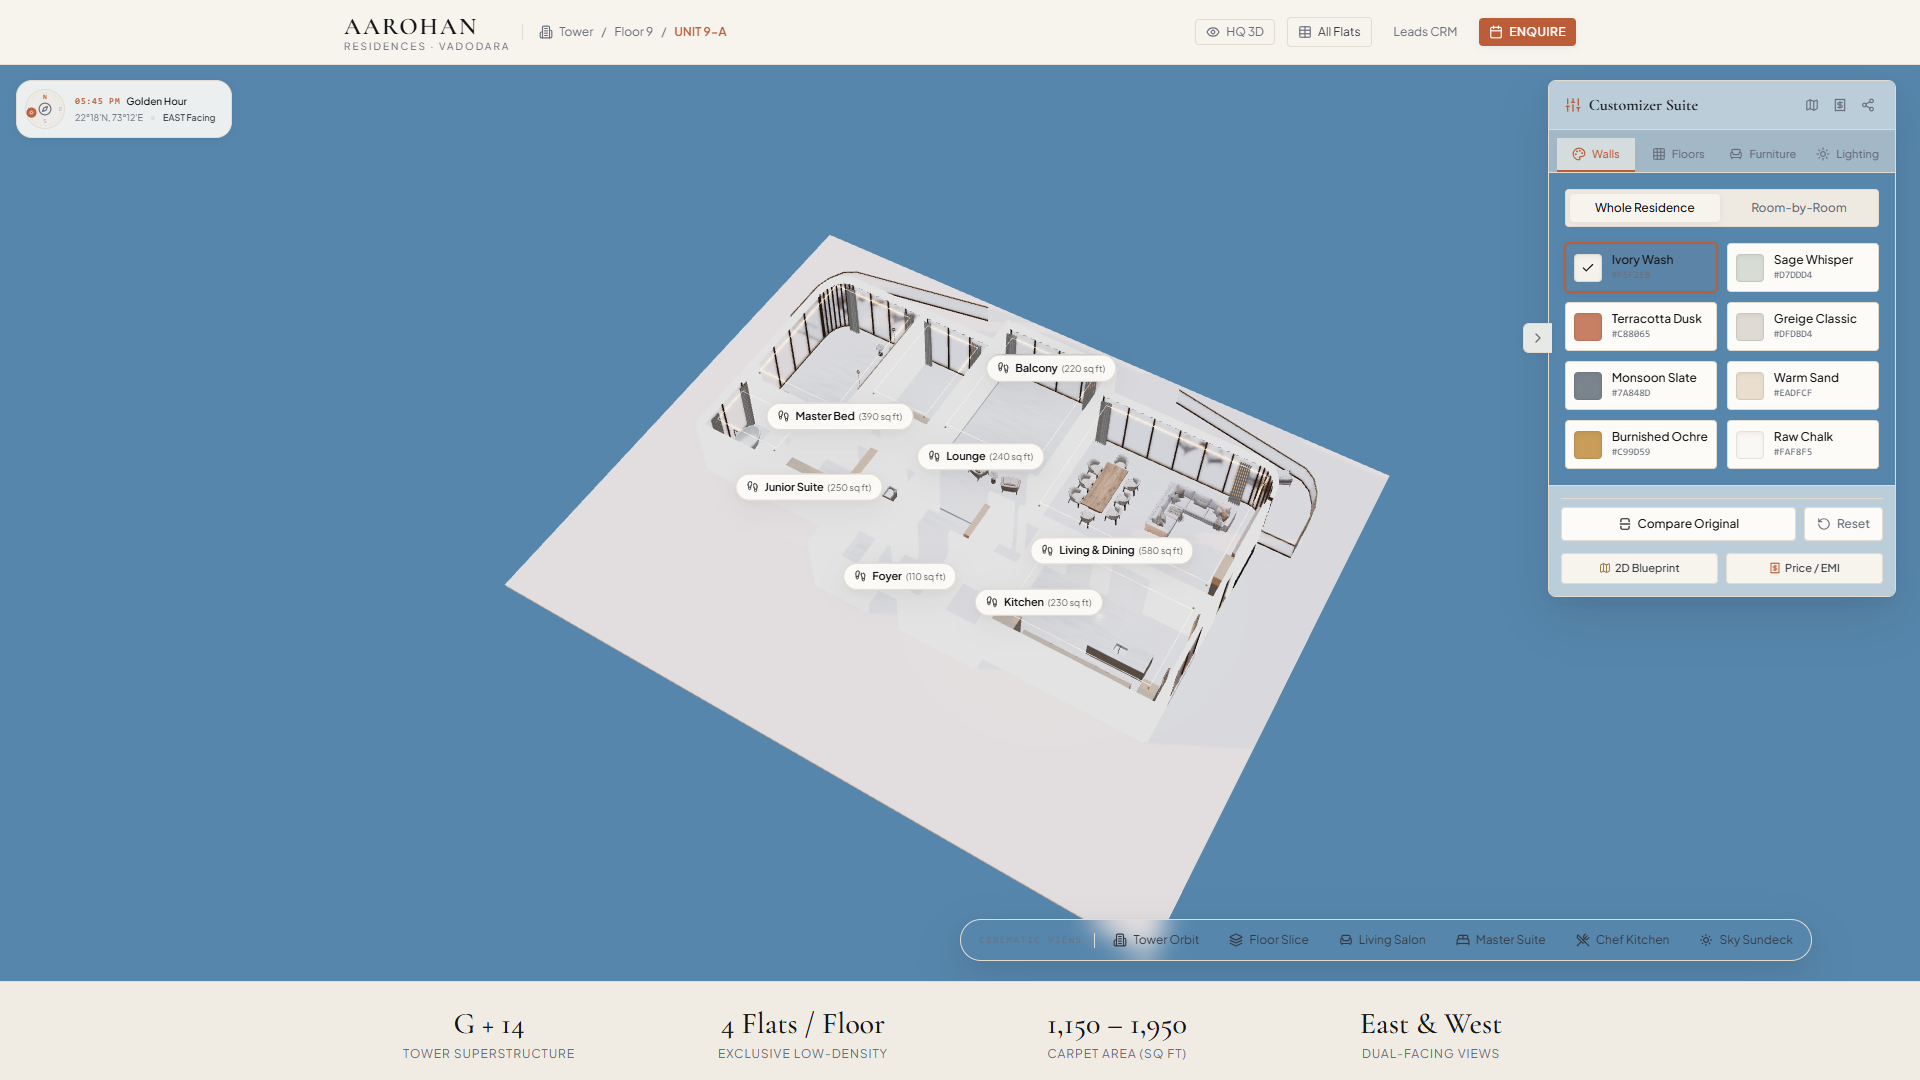 AAROHAN
RESIDENCES · VADODARA
Tower / Floor 9 / UNIT 9-A
HQ 3D
All Flats
Leads CRM
ENQUIRE
N
05:45 PM Golden Hour
22°18'N, 73°12'E EAST Facing
Customizer Suite
Walls
Floors
Furniture
Lighting
Whole Residence
Room-by-Room
Ivory Wash
Sage Whisper
#D7DDD4
Terracotta Dusk
#C88065
Greige Classic
#DFDBD4
Monsoon Slate
#7A848D
Warm Sand
#EADFCF
Burnished Ochre
#C99D59
Raw Chalk
#FAF8F5
Compare Original
Reset
2D Blueprint
Price / EMI
Balcony (220 sq ft)
Master Bed (390 sq ft)
Lounge (240 sq ft)
Junior Suite (250 sq ft)
Living & Dining (580 sq ft)
Foyer (110 sq ft)
Kitchen (230 sq ft)
CINEMATIC VIEWS
Tower Orbit
Floor Slice
Living Salon
Master Suite
Chef Kitchen
Sky Sundeck
G + 14
TOWER SUPERSTRUCTURE
4 Flats / Floor
EXCLUSIVE LOW-DENSITY
1,150 – 1,950
CARPET AREA (SQ FT)
East & West
DUAL-FACING VIEWS